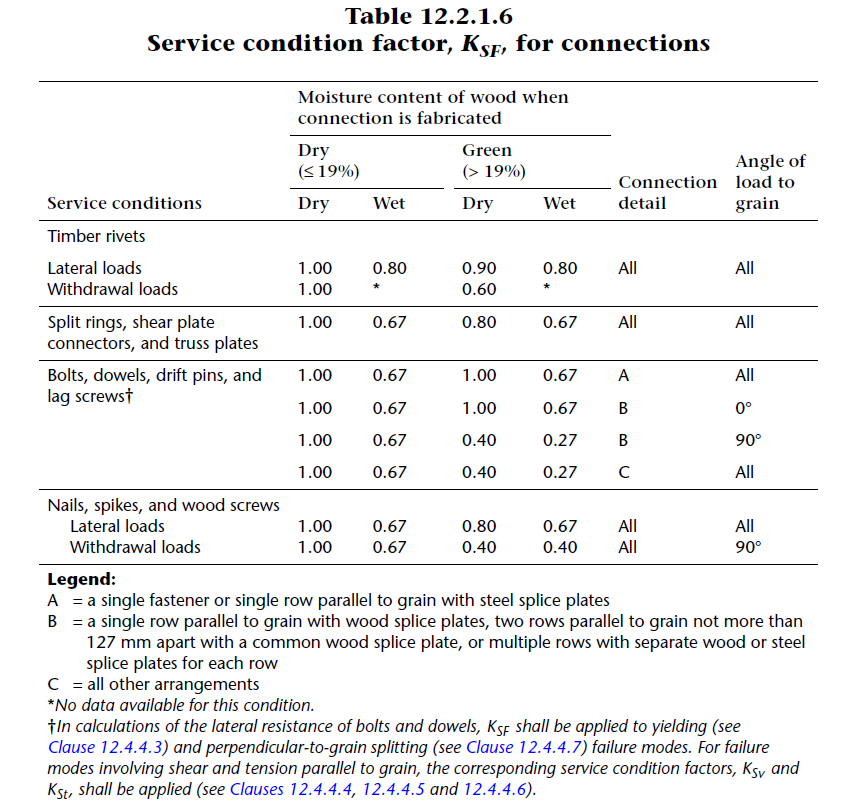 Table 12.2.1.6
Service condition factor, KSF, for connections
Moisture content of wood when
connection is fabricated
Dry
(≤ 19%)
Green
(> 19%)
Connection
detail
Angle of
load to
grain
Service conditions Dry Wet Dry Wet
Timber rivets
Lateral loads 1.00 0.80 0.90 0.80 All All
Withdrawal loads 1.00 * 0.60 *
Split rings, shear plate 1.00 0.67 0.80 0.67 All All
connectors, and truss plates
Bolts, dowels, drift pins, and 1.00 0.67 1.00 0.67 A All
lag screws†
1.00 0.67 1.00 0.67 B 0°
1.00 0.67 0.40 0.27 B 90°
1.00 0.67 0.40 0.27 C All
Nails, spikes, and wood screws
Lateral loads 1.00 0.67 0.80 0.67 All All
Withdrawal loads 1.00 0.67 0.40 0.40 All 90°
Legend:
A = a single fastener or single row parallel to grain with steel splice plates
B = a single row parallel to grain with wood splice plates, two rows parallel to grain not more than
127 mm apart with a common wood splice plate, or multiple rows with separate wood or steel
splice plates for each row
C = all other arrangements
*No data available for this condition.
†In calculations of the lateral resistance of bolts and dowels, KSF shall be applied to yielding (see
Clause 12.4.4.3) and perpendicular-to-grain splitting (see Clause 12.4.4.7) failure modes. For failure
modes involving shear and tension parallel to grain, the corresponding service condition factors, KSv and
KSt, shall be applied (see Clauses 12.4.4.4, 12.4.4.5 and 12.4.4.6).